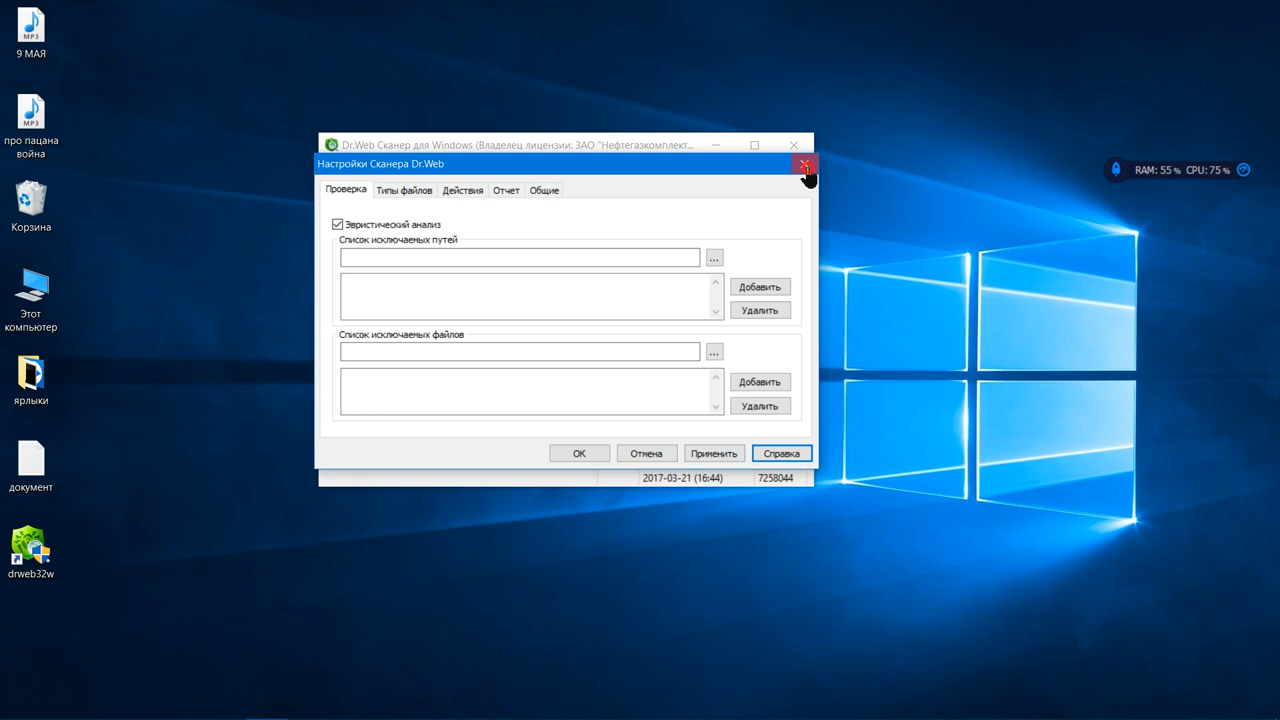 MP3
9 МАЯ
MP3
про пацана
война
Корзина
Этот
компьютер
ярлыки
документ
drweb32w
Dr.Web Сканер для Windows (Владелец лицензии: ЗАО "Нефтегазкомплект...
Настройки Сканера Dr.Web
Проверка Типы файлов Действия Отчет Общие
Эвристический анализ
Список исключаемых путей
...
Добавить
Удалить
Список исключаемых файлов
...
Добавить
Удалить
OK Отмена Применить Справка
2017-03-21 (16:44) 7258044
RAM: 55% CPU: 75%